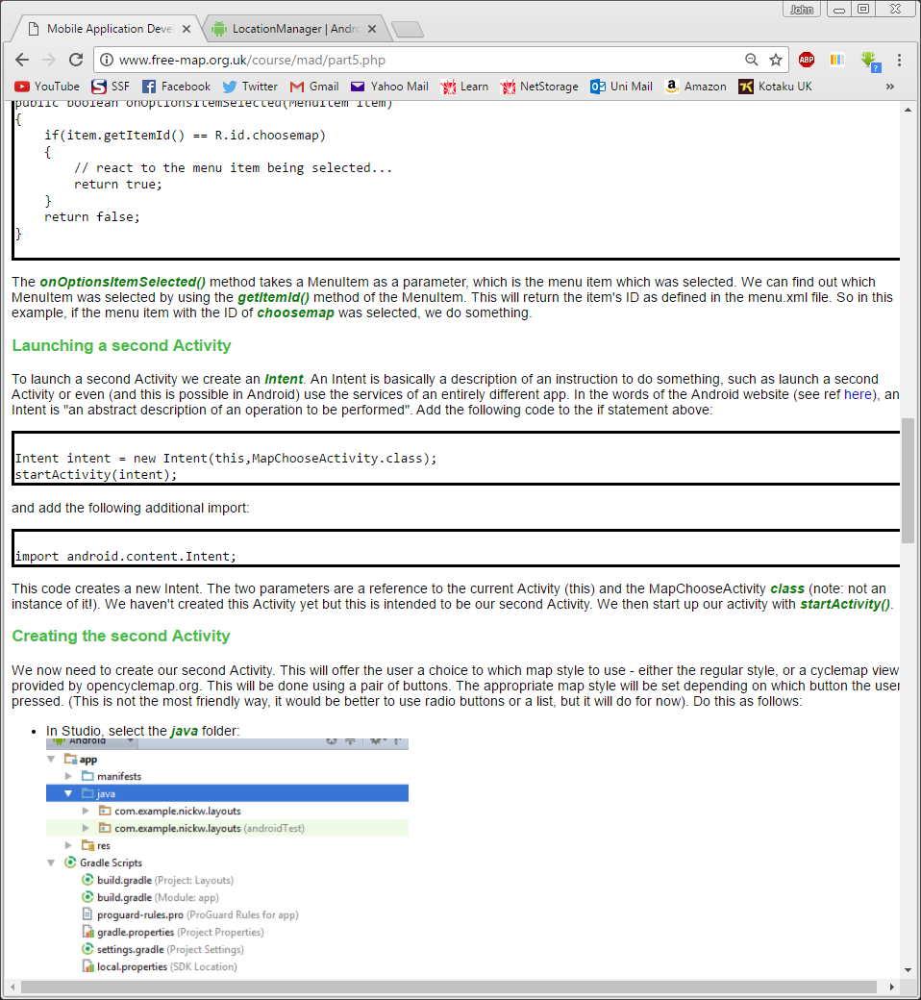 John
Mobile Application Deve
LocationManager | Andro
www.free-map.org.uk/course/mad/part5.php
ABP
?
YouTube
SSF
Facebook
Twitter
Gmail
Yahoo Mail
Learn
NetStorage
Uni Mail
Amazon
Kotaku UK
»
public boolean onOptionsItemSelected(MenuItem item)
{
    if(item.getItemId() == R.id.choosemap)
    {
        // react to the menu item being selected...
        return true;
    }
    return false;
}
The onOptionsItemSelected() method takes a MenuItem as a parameter, which is the menu item which was selected. We can find out which
MenuItem was selected by using the getItemId() method of the MenuItem. This will return the item's ID as defined in the menu.xml file. So in this
example, if the menu item with the ID of choosemap was selected, we do something.
Launching a second Activity
To launch a second Activity we create an Intent. An Intent is basically a description of an instruction to do something, such as launch a second
Activity or even (and this is possible in Android) use the services of an entirely different app. In the words of the Android website (see ref here), an
Intent is "an abstract description of an operation to be performed". Add the following code to the if statement above:
Intent intent = new Intent(this,MapChooseActivity.class);
startActivity(intent);
and add the following additional import:
import android.content.Intent;
This code creates a new Intent. The two parameters are a reference to the current Activity (this) and the MapChooseActivity class (note: not an
instance of it!). We haven't created this Activity yet but this is intended to be our second Activity. We then start up our activity with startActivity().
Creating the second Activity
We now need to create our second Activity. This will offer the user a choice to which map style to use - either the regular style, or a cyclemap view
provided by opencyclemap.org. This will be done using a pair of buttons. The appropriate map style will be set depending on which button the user
pressed. (This is not the most friendly way, it would be better to use radio buttons or a list, but it will do for now). Do this as follows:
• In Studio, select the java folder:
Android
app
manifests
java
com.example.nickw.layouts
com.example.nickw.layouts (androidTest)
res
Gradle Scripts
build.gradle (Project: Layouts)
build.gradle (Module: app)
proguard-rules.pro (ProGuard Rules for app)
gradle.properties (Project Properties)
settings.gradle (Project Settings)
local.properties (SDK Location)